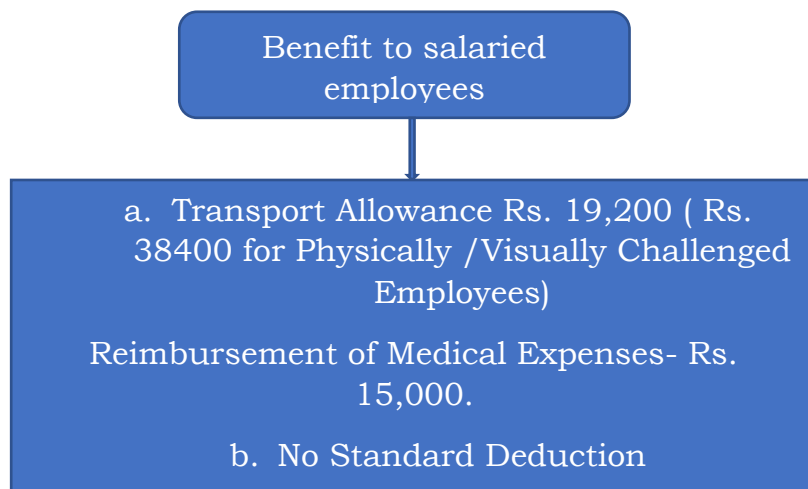 Benefit to salaried
employees
a. Transport Allowance Rs. 19,200 ( Rs.
38400 for Physically /Visually Challenged
Employees)
Reimbursement of Medical Expenses- Rs.
15,000.
b. No Standard Deduction